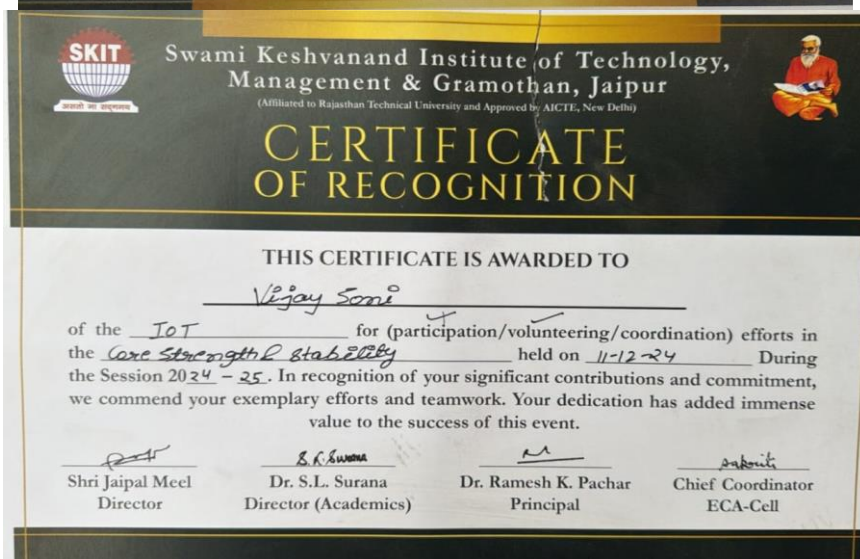 SKIT
असतो मा सद्गमय
Swami Keshvanand Institute of Technology,
Management & Gramothan, Jaipur
(Affiliated to Rajasthan Technical University and Approved by AICTE, New Delhi)
CERTIFICATE
OF RECOGNITION
THIS CERTIFICATE IS AWARDED TO
Vijay Soni
of the IOT for (participation/volunteering/coordination) efforts in
the Core Strength & Stability held on 11-12-24 During
the Session 2024-25. In recognition of your significant contributions and commitment,
we commend your exemplary efforts and teamwork. Your dedication has added immense
value to the success of this event.
S.L. Surana
Shri Jaipal Meel Dr. S.L. Surana Dr. Ramesh K. Pachar Chief Coordinator
Director Director (Academics) Principal ECA-Cell